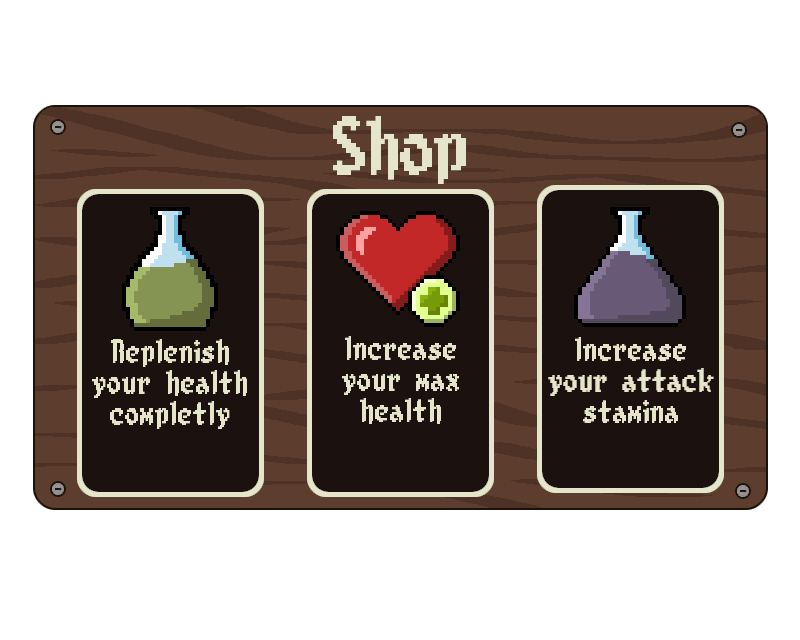 Shop
Replenish
your health
completly
Increase
your max
health
Increase
your attack
stamina